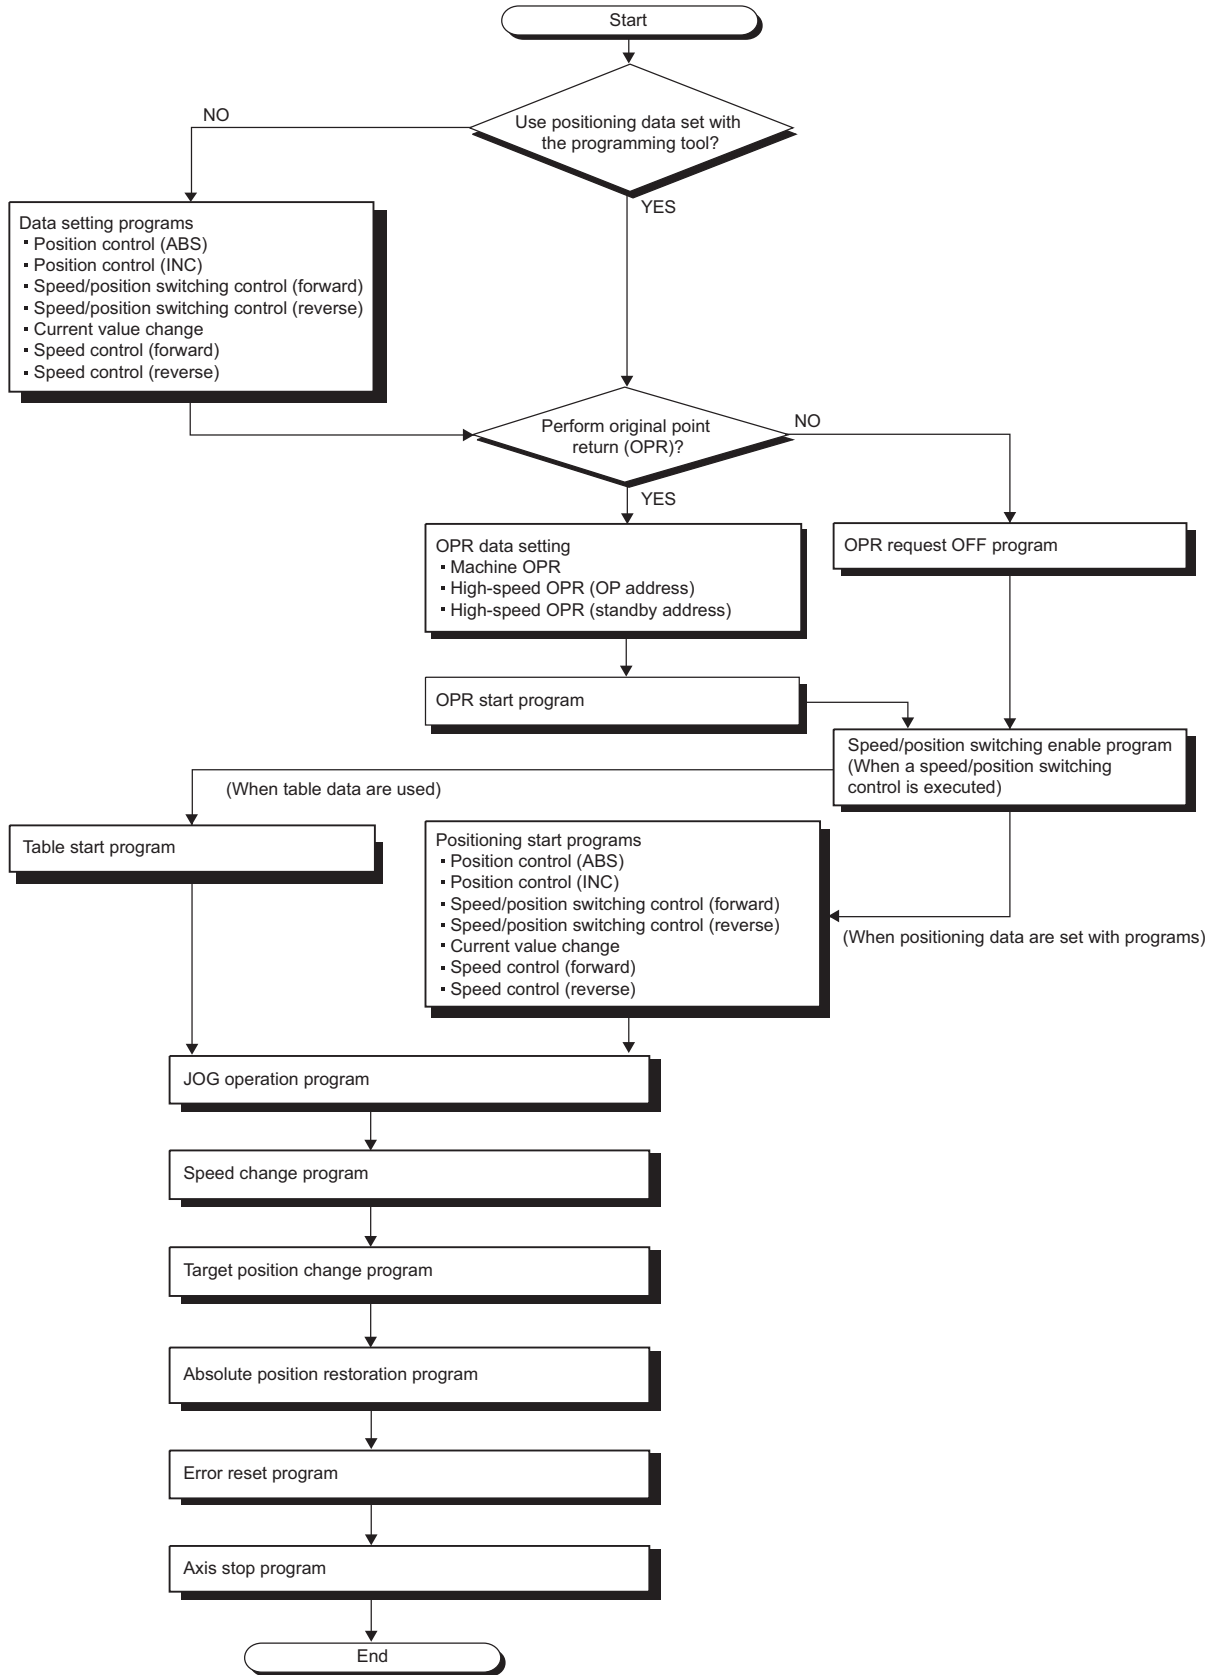 Start
Use positioning data set with
the programming tool?
NO
YES
Data setting programs
▪ Position control (ABS)
▪ Position control (INC)
▪ Speed/position switching control (forward)
▪ Speed/position switching control (reverse)
▪ Current value change
▪ Speed control (forward)
▪ Speed control (reverse)
Perform original point
return (OPR)?
NO
YES
OPR data setting
▪ Machine OPR
▪ High-speed OPR (OP address)
▪ High-speed OPR (standby address)
OPR request OFF program
OPR start program
Speed/position switching enable program
(When a speed/position switching
control is executed)
(When table data are used)
Table start program
Positioning start programs
▪ Position control (ABS)
▪ Position control (INC)
▪ Speed/position switching control (forward)
▪ Speed/position switching control (reverse)
▪ Current value change
▪ Speed control (forward)
▪ Speed control (reverse)
(When positioning data are set with programs)
JOG operation program
Speed change program
Target position change program
Absolute position restoration program
Error reset program
Axis stop program
End